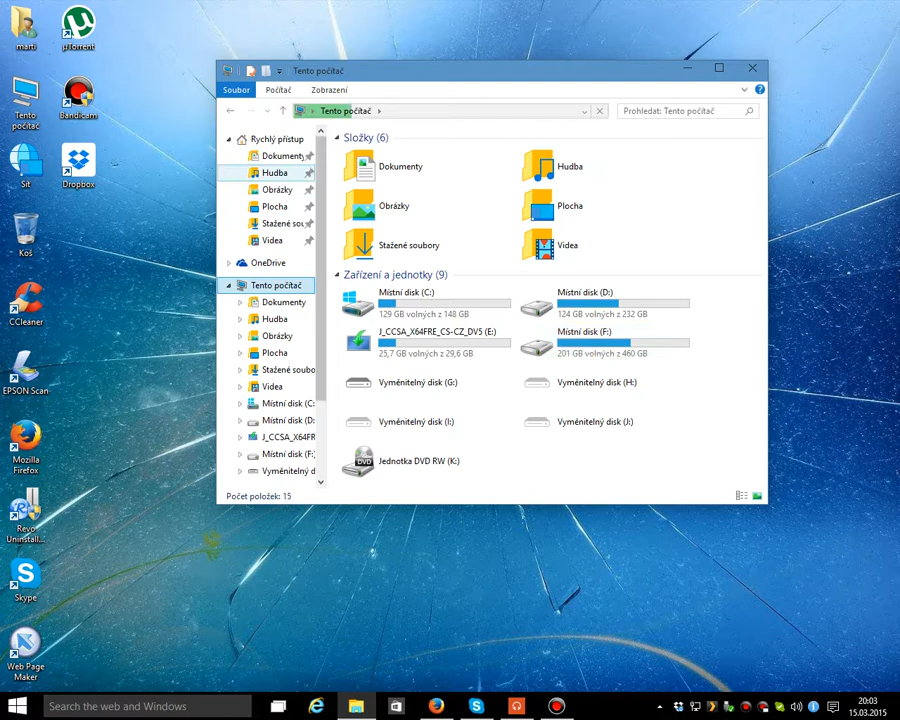 marti
µTorrent
Tento
počítač
Bandicam
Síť
Dropbox
Koš
CCleaner
EPSON Scan
Mozilla
Firefox
Revo
Uninstall...
Skype
Web Page
Maker
Tento počítač
Soubor
Počítač
Zobrazení
Tento počítač
Prohledat: Tento počítač
Rychlý přístup
Dokumenty
Hudba
Obrázky
Plocha
Stažené sou
Videa
OneDrive
Tento počítač
Dokumenty
Hudba
Obrázky
Plocha
Stažené soubo
Videa
Místní disk (C:
Místní disk (D:
J_CCSA_X64FR
Místní disk (F:)
Vyměnitelný d
Složky (6)
Dokumenty
Hudba
Obrázky
Plocha
Stažené soubory
Videa
Zařízení a jednotky (9)
Místní disk (C:)
129 GB volných z 148 GB
Místní disk (D:)
124 GB volných z 232 GB
J_CCSA_X64FRE_CS-CZ_DV5 (E:)
25,7 GB volných z 29,6 GB
Místní disk (F:)
201 GB volných z 460 GB
Vyměnitelný disk (G:)
Vyměnitelný disk (H:)
Vyměnitelný disk (I:)
Vyměnitelný disk (J:)
DVD
Jednotka DVD RW (K:)
Počet položek: 15
Search the web and Windows
20:03
15.03.2015